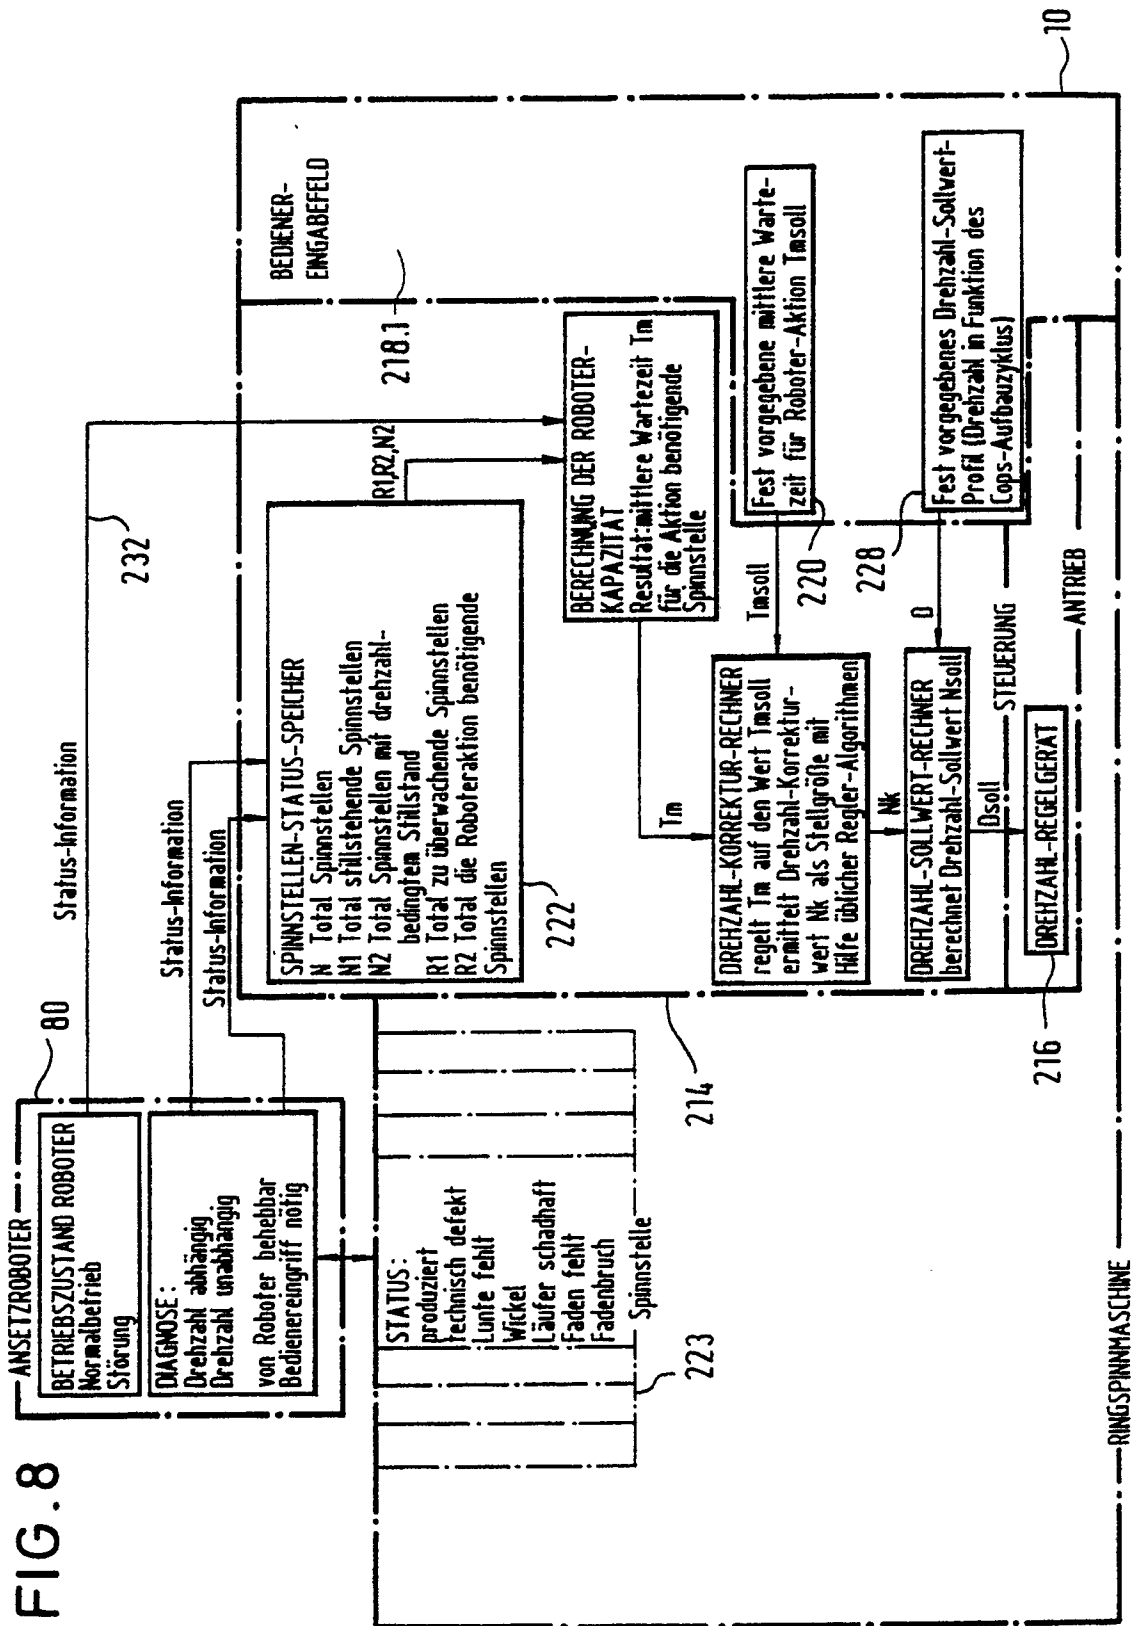 FIG.8
ANSETZROBOTER
80
BETRIEBSZUSTAND ROBOTER
Normalbetrieb
Störung
DIAGNOSE:
Drehzahl abhängig
Drehzahl unabhängig
von Roboter behebbar
Bedienereingriff nötig
Status-Information
232
Status-Information
Status-Information
STATUS:
produziert
technisch defekt
Lunte fehlt
Wickel
Läufer schadhaft
Faden fehlt
Fadenbruch
Spinnstelle
223
214
SPINNSTELLEN-STATUS-SPEICHER
N Total Spinnstellen
N1 Total stillstehende Spinnstellen
N2 Total Spinnstellen mit drehzahl-
bedingtem Stillstand
R1 Total zu überwachende Spinnstellen
R2 Total die Roboteraktion benötigende
Spinnstellen
222
R1,R2,N2
BEDIENER-
EINGABEFELD
218.1
BERECHNUNG DER ROBOTER-
KAPAZITAT
Resultat:mittlere Wartezeit Tm
für die Aktion benötigende
Spinnstelle
Tm
Fest vorgegebene mittlere Warte-
zeit für Roboter-Aktion Tmsoll
220
Tmsoll
DREHZAHL-KORREKTUR-RECHNER
regelt Tm auf den Wert Tmsoll
ermittelt Drehzahl-Korrektur-
wert Nk als Stellgröße mit
Hilfe üblicher Regler-Algorithmen
Nk
Fest vorgegebenes Drehzahl-Sollwert-
Profil (Drehzahl in Funktion des
Cops-Aufbauzyklus)
228
D
DREHZAHL-SOLLWERT-RECHNER
berechnet Drehzahl-Sollwert Nsoll
Dsoll
STEUERUNG
DREHZAHL-REGELGERÄT
216
ANTRIEB
RINGSPINNMASCHINE
10